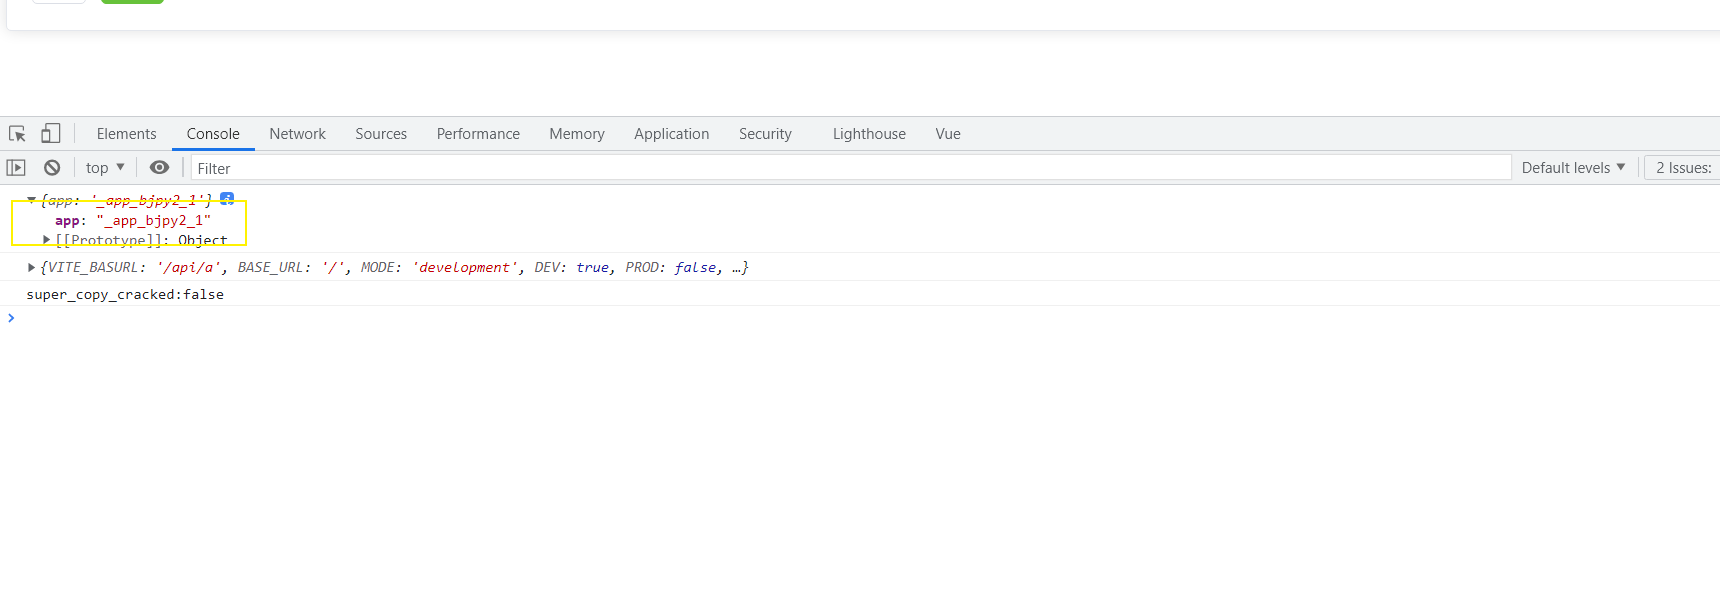 Elements Console Network Sources Performance Memory Application Security Lighthouse Vue
top Filter Default levels 2 Issues:
{app: '_app_bjpy2_1'}
app: "_app_bjpy2_1"
[[Prototype]]: Object
{VITE_BASURL: '/api/a', BASE_URL: '/', MODE: 'development', DEV: true, PROD: false, …}
super_copy_cracked:false